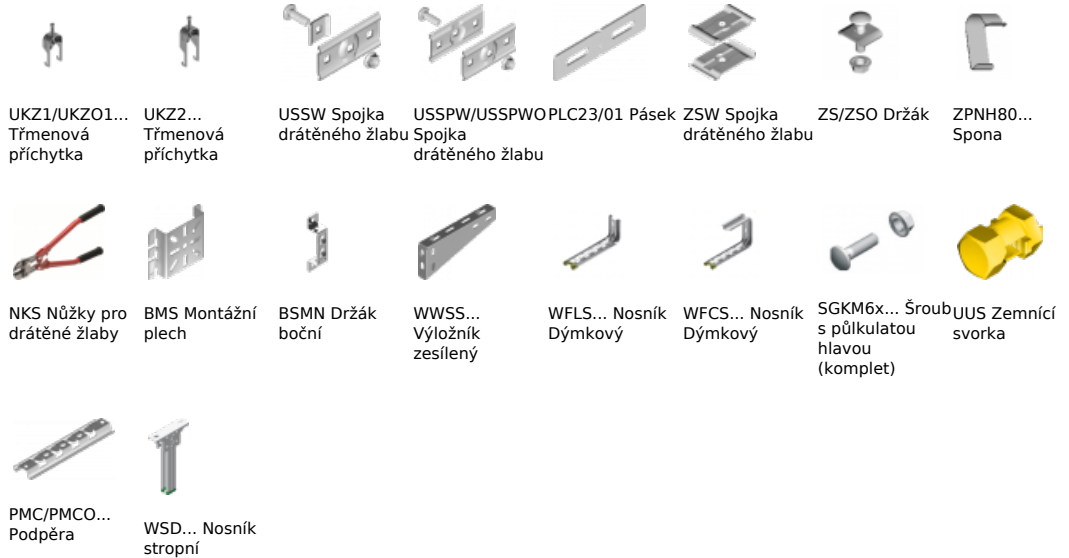 UKZ1/UKZO1...
Třmenová
příchytka
UKZ2...
Třmenová
příchytka
USSW Spojka
drátěného žlabu
USSPW/USSPWO
Spojka
drátěného žlabu
PLC23/01 Pásek
ZSW Spojka
drátěného žlabu
ZS/ZSO Držák
ZPNH80...
Spona
NKS Nůžky pro
drátěné žlaby
BMS Montážní
plech
BSMN Držák
boční
WWSS...
Výložník
zesílený
WFLS... Nosník
Dýmkový
WFCS... Nosník
Dýmkový
SGKM6x... Šroub
s půlkulatou
hlavou
(komplet)
UUS Zemnící
svorka
PMC/PMCO...
Podpěra
WSD... Nosník
stropní